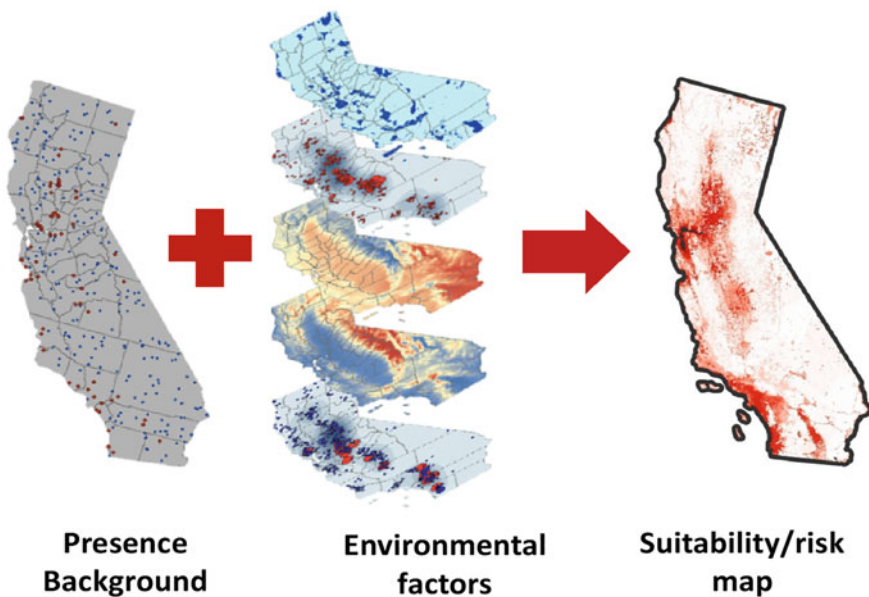 Presence
Background
Environmental
factors
Suitability/risk
map